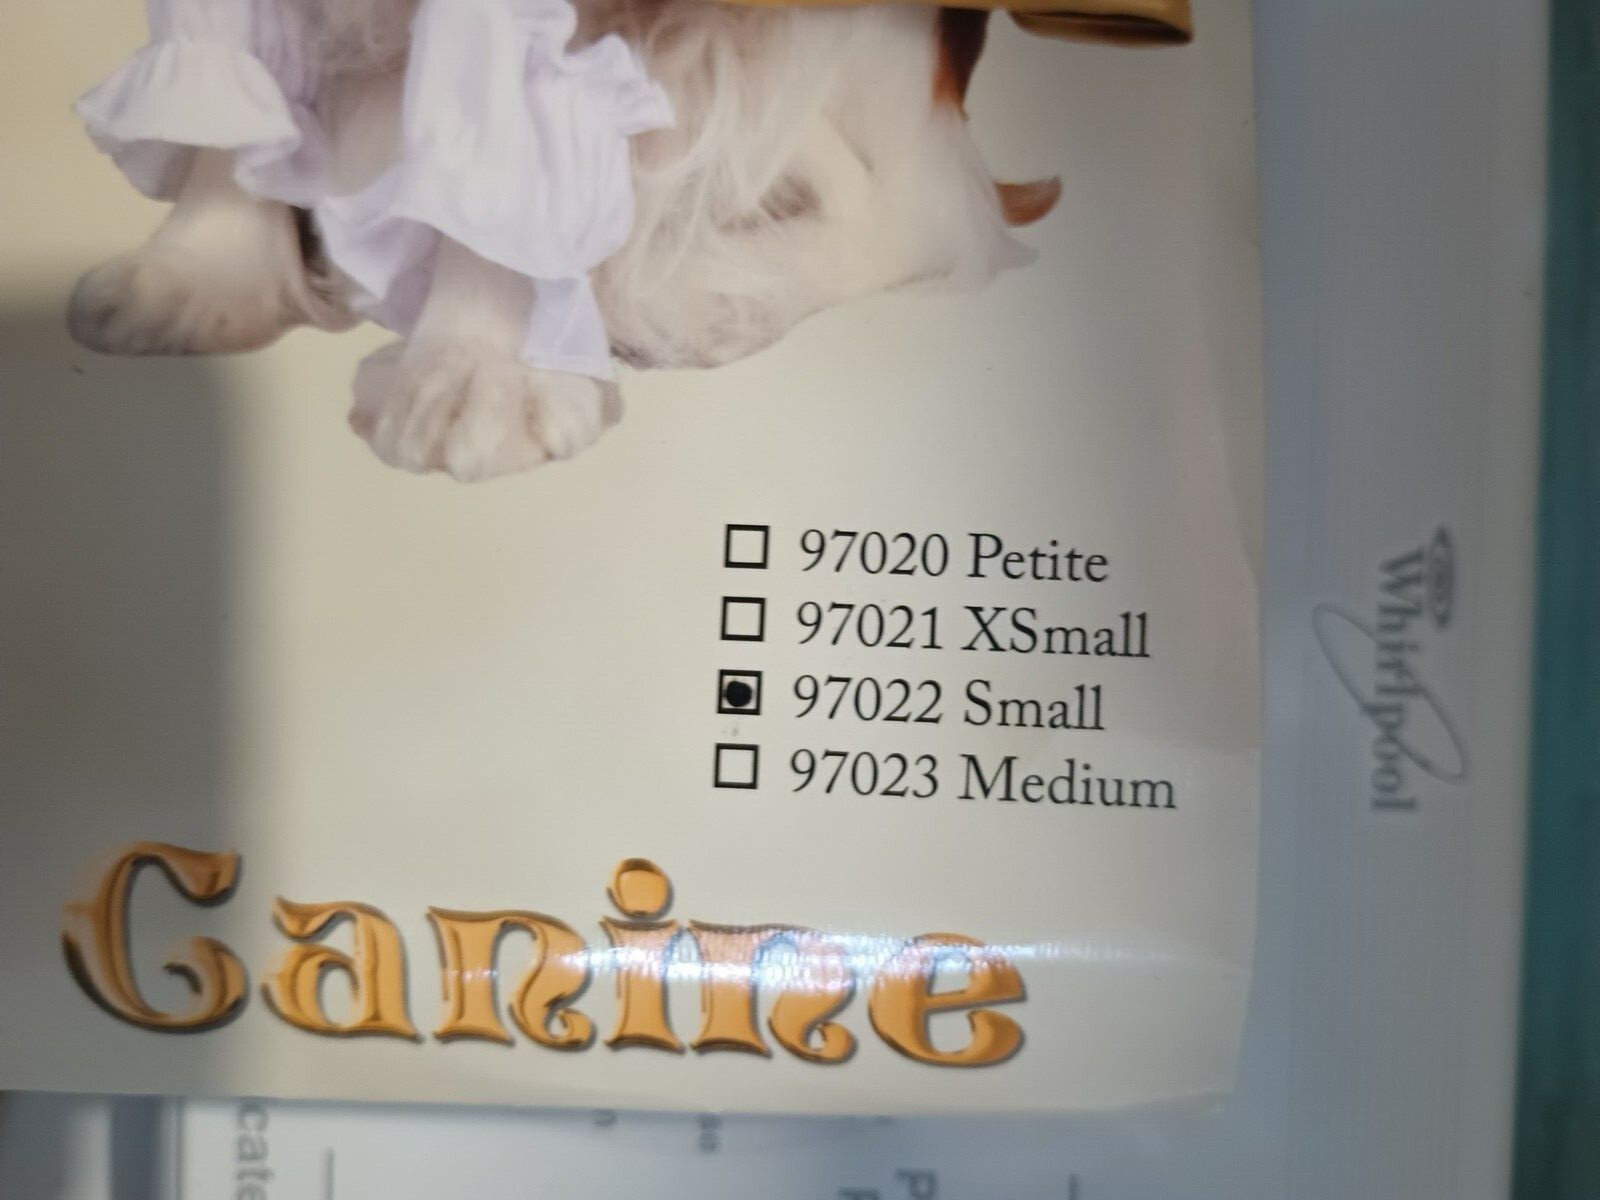 97020 Petite
97021 XSmall
97022 Small
97023 Medium
Canine
Whirlpool